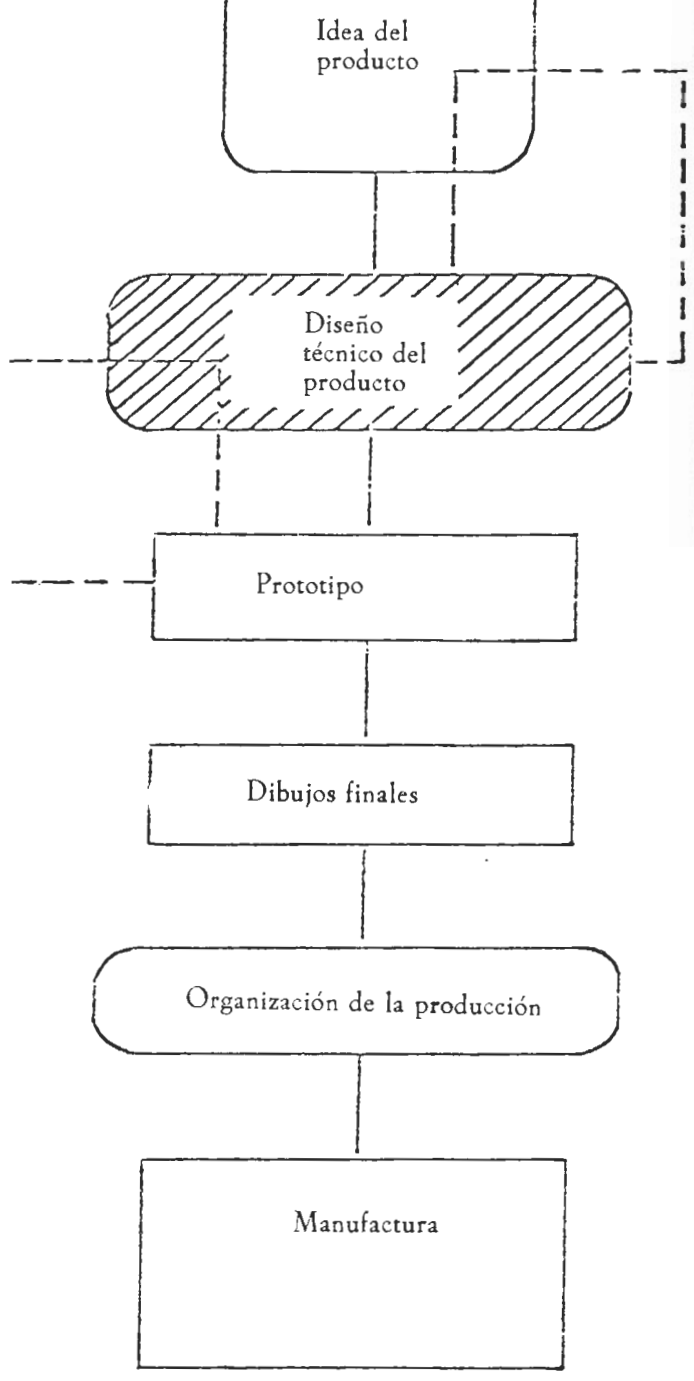 Idea del
producto
Diseño
técnico del
producto
Prototipo
Dibujos finales
Organización de la producción
Manufactura